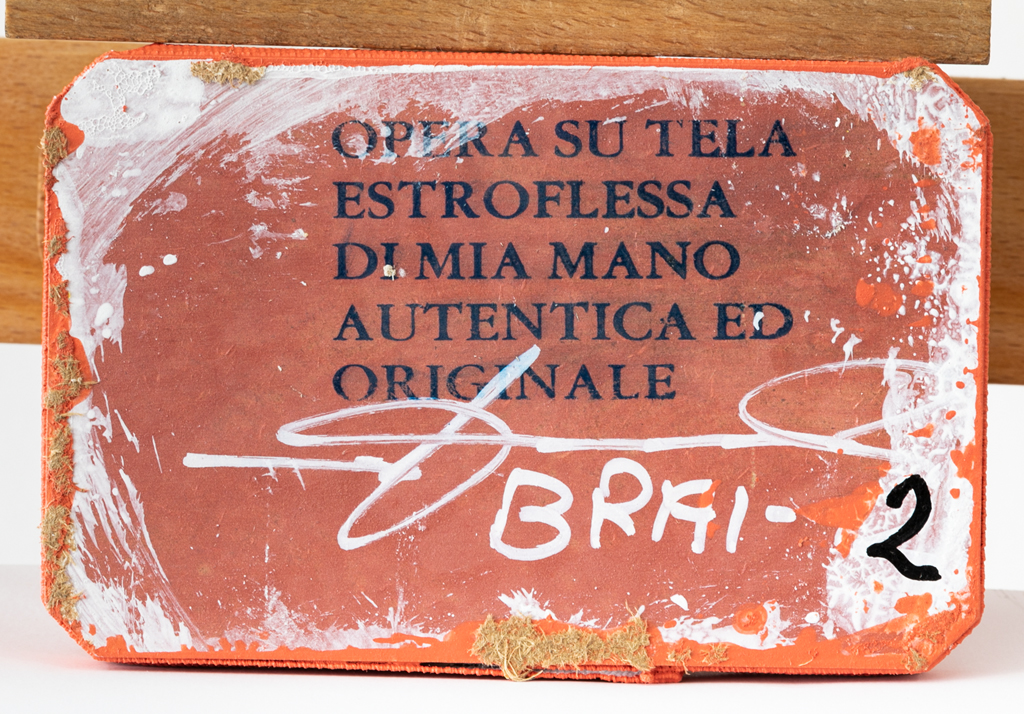 OPERA SU TELA
ESTROFLESSA
DI MIA MANO
AUTENTICA ED
ORIGINALE
BRAI-
2